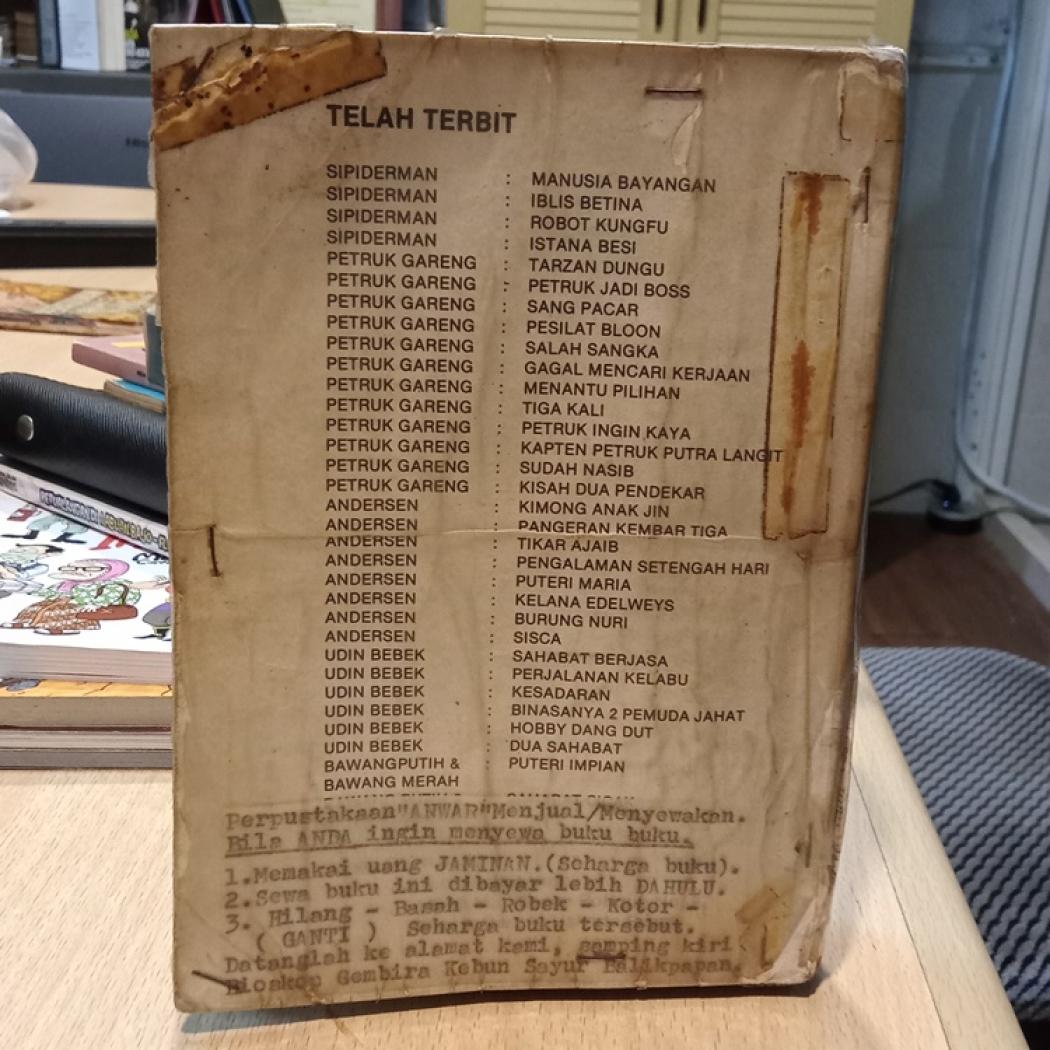 TELAH TERBIT
SIPIDERMAN : MANUSIA BAYANGAN
SIPIDERMAN : IBLIS BETINA
SIPIDERMAN : ROBOT KUNGFU
SIPIDERMAN : ISTANA BESI
PETRUK GARENG : TARZAN DUNGU
PETRUK GARENG : PETRUK JADI BOSS
PETRUK GARENG : SANG PACAR
PETRUK GARENG : PESILAT BLOON
PETRUK GARENG : SALAH SANGKA
PETRUK GARENG : GAGAL MENCARI KERJAAN
PETRUK GARENG : MENANTU PILIHAN
PETRUK GARENG : TIGA KALI
PETRUK GARENG : PETRUK INGIN KAYA
PETRUK GARENG : KAPTEN PETRUK PUTRA LANGIT
PETRUK GARENG : SUDAH NASIB
PETRUK GARENG : KISAH DUA PENDEKAR
ANDERSEN : KIMONG ANAK JIN
ANDERSEN : PANGERAN KEMBAR TIGA
ANDERSEN : TIKAR AJAIB
ANDERSEN : PENGALAMAN SETENGAH HARI
ANDERSEN : PUTERI MARIA
ANDERSEN : KELANA EDELWEYS
ANDERSEN : BURUNG NURI
ANDERSEN : SISCA
UDIN BEBEK : SAHABAT BERJASA
UDIN BEBEK : PERJALANAN KELABU
UDIN BEBEK : KESADARAN
UDIN BEBEK : BINASANYA 2 PEMUDA JAHAT
UDIN BEBEK : HOBBY DANG DUT
UDIN BEBEK : DUA SAHABAT
BAWANGPUTIH & : PUTERI IMPIAN
BAWANG MERAH
Perpustakaan"ANWAR"Menjual/Menyewakan.
Bila ANDA ingin menyewa buku buku.
1.Memakai uang JAMINAN.(Seharga buku).
2.Sewa buku ini dibayar lebih DAHULU.
3. Hilang - Basah - Robek - Kotor -
( GANTI ) Seharga buku tersebut.
Datanglah ke alamat kami, samping kiri
Bioskop Gembira Kebun Sayur Balikpapan.